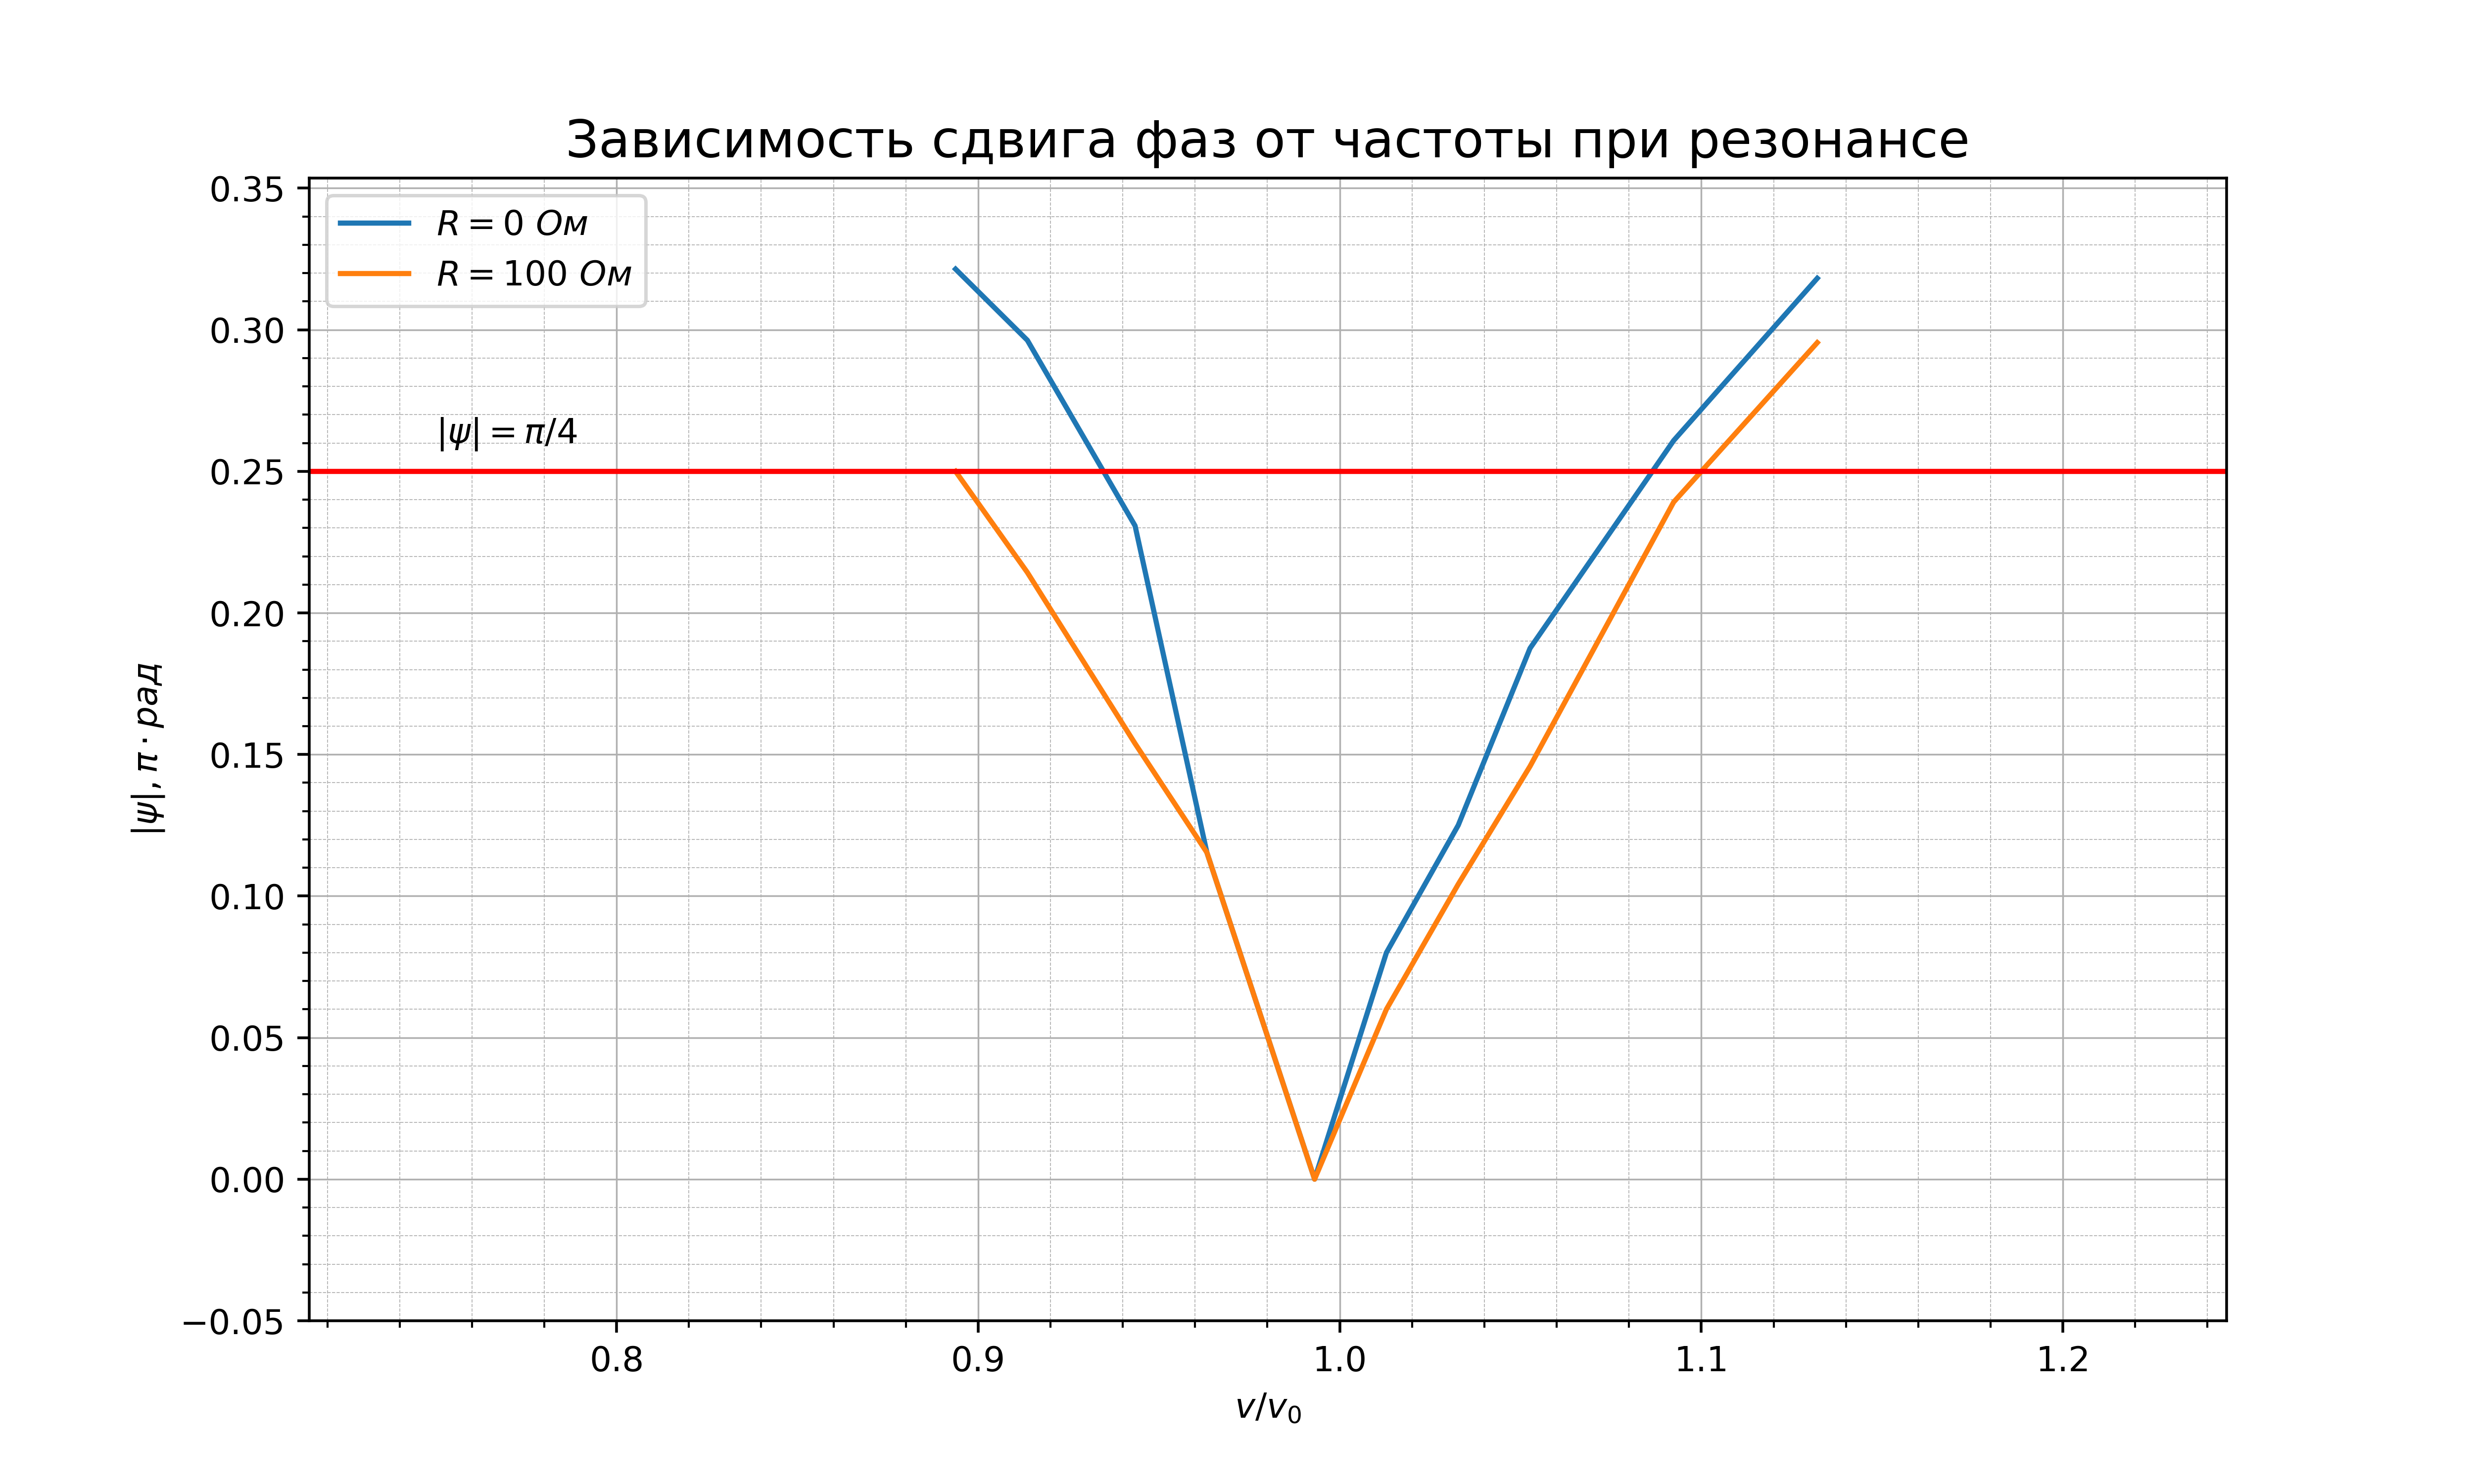 Зависимость сдвига фаз от частоты при резонансе
0.35
0.30
0.25
0.20
0.15
0.10
0.05
0.00
−0.05
R = 0 Ом
R = 100 Ом
|ψ| = π/4
|ψ|, π · рад
0.8 0.9 1.0 1.1 1.2
ν/ν₀